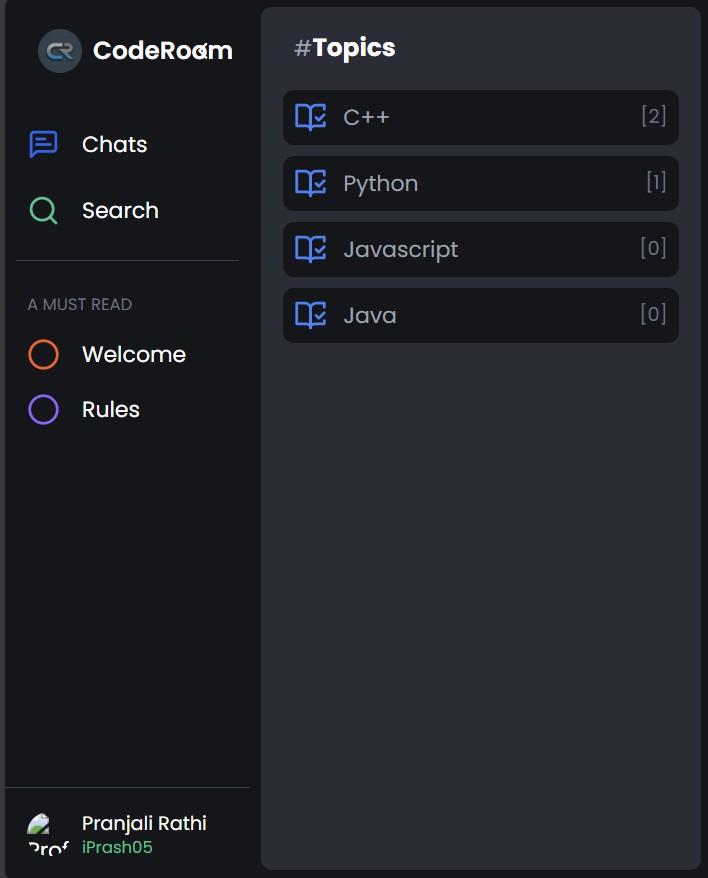 CR CodeRoom
Chats
Search
A MUST READ
Welcome
Rules
Prof
Pranjali Rathi
iPrash05
#Topics
C++ [2]
Python [1]
Javascript [0]
Java [0]